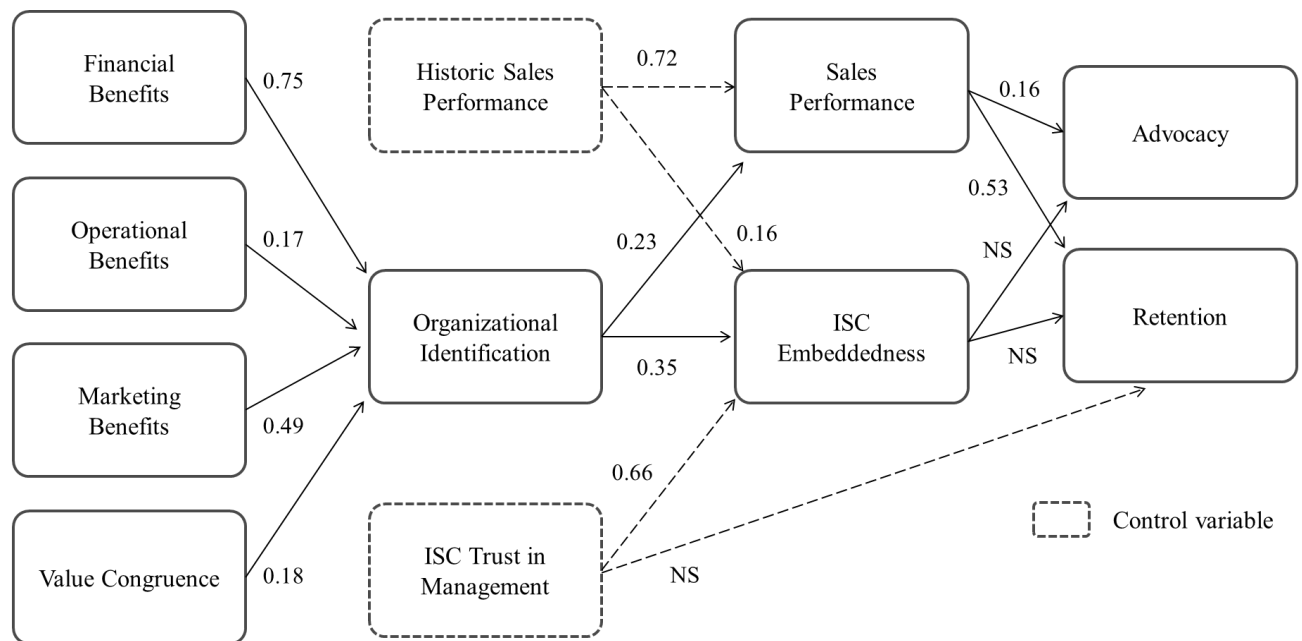 Financial
Benefits
0.75
Operational
Benefits
0.17
Marketing
Benefits
0.49
Value Congruence
0.18
Historic Sales
Performance
0.72
0.16
Organizational
Identification
0.23
0.35
ISC Trust in
Management
0.66
NS
Sales
Performance
0.16
0.53
ISC
Embeddedness
NS
NS
Advocacy
Retention
Control variable